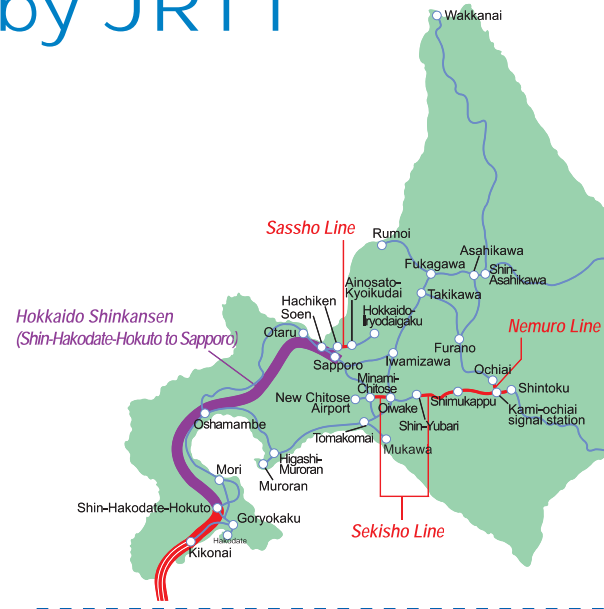 by JRTT
Wakkanai
Sassho Line
Rumoi
Asahikawa
Fukagawa
Shin-
Asahikawa
Ainosato-
Kyoikudai
Takikawa
Hachiken
Soen
Hokkaido-
Iryodaigaku
Hokkaido Shinkansen
(Shin-Hakodate-Hokuto to Sapporo)
Nemuro Line
Otaru
Furano
Sapporo
Iwamizawa
Ochiai
Minami-
Chitose
Shintoku
New Chitose
Airport
Oiwake
Shimukappu
Kami-ochiai
signal station
Oshamambe
Shin-Yubari
Tomakomai
Mukawa
Higashi-
Muroran
Mori
Muroran
Shin-Hakodate-Hokuto
Goryokaku
Sekisho Line
Hakodate
Kikonai